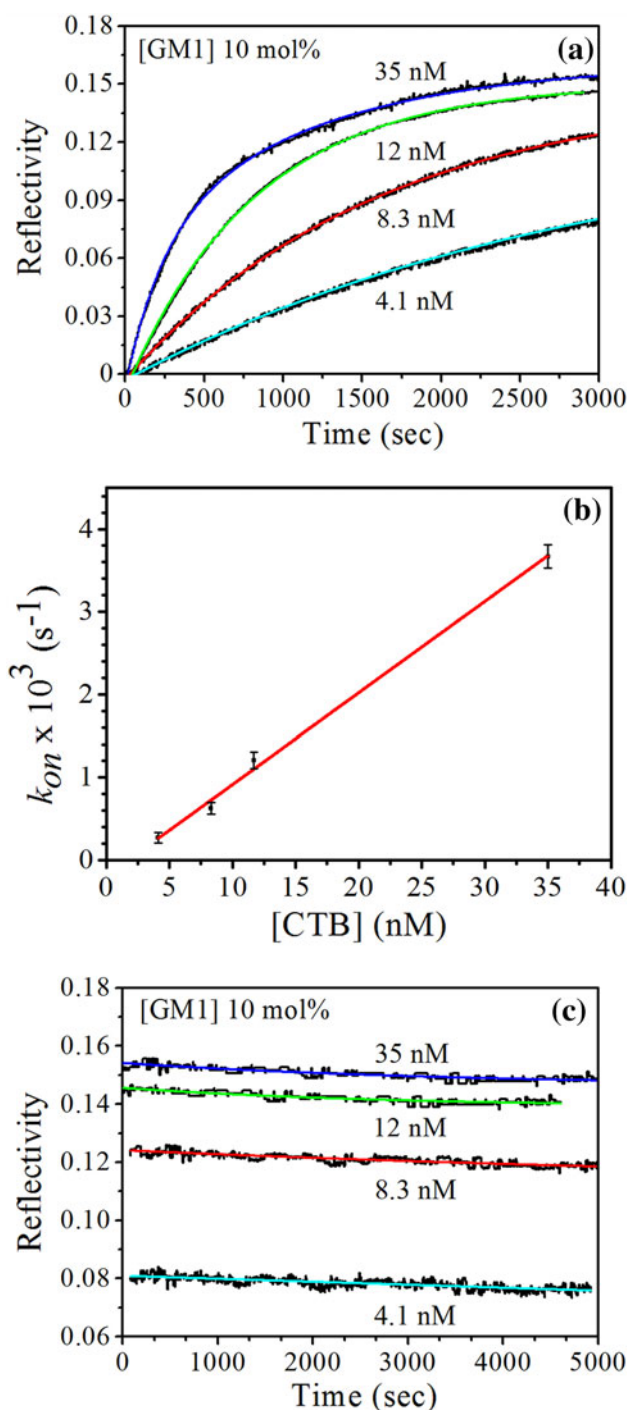 [GM1] 10 mol%
(a)
35 nM
12 nM
8.3 nM
4.1 nM
0.18
0.15
0.12
0.09
0.06
0.03
0
Reflectivity
0 500 1000 1500 2000 2500 3000
Time (sec)
(b)
4
3
2
1
0
kon x 10³ (s⁻¹)
0 5 10 15 20 25 30 35 40
[CTB] (nM)
[GM1] 10 mol%
(c)
35 nM
12 nM
8.3 nM
4.1 nM
0.18
0.16
0.14
0.12
0.10
0.08
0.06
Reflectivity
0 1000 2000 3000 4000 5000
Time (sec)